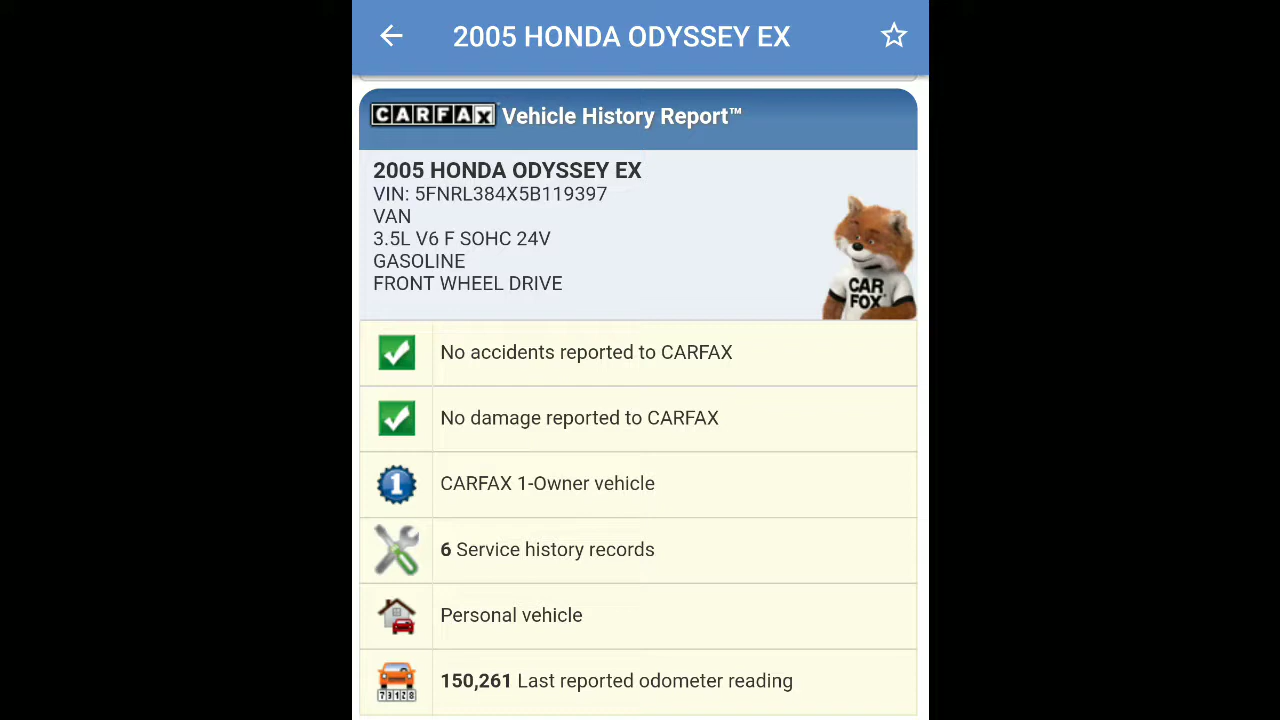 2005 HONDA ODYSSEY EX
CARFAX Vehicle History Report™
2005 HONDA ODYSSEY EX
VIN: 5FNRL384X5B119397
VAN
3.5L V6 F SOHC 24V
GASOLINE
FRONT WHEEL DRIVE
CAR
FOX
No accidents reported to CARFAX
No damage reported to CARFAX
1 CARFAX 1-Owner vehicle
6 Service history records
Personal vehicle
150,261 Last reported odometer reading
73128